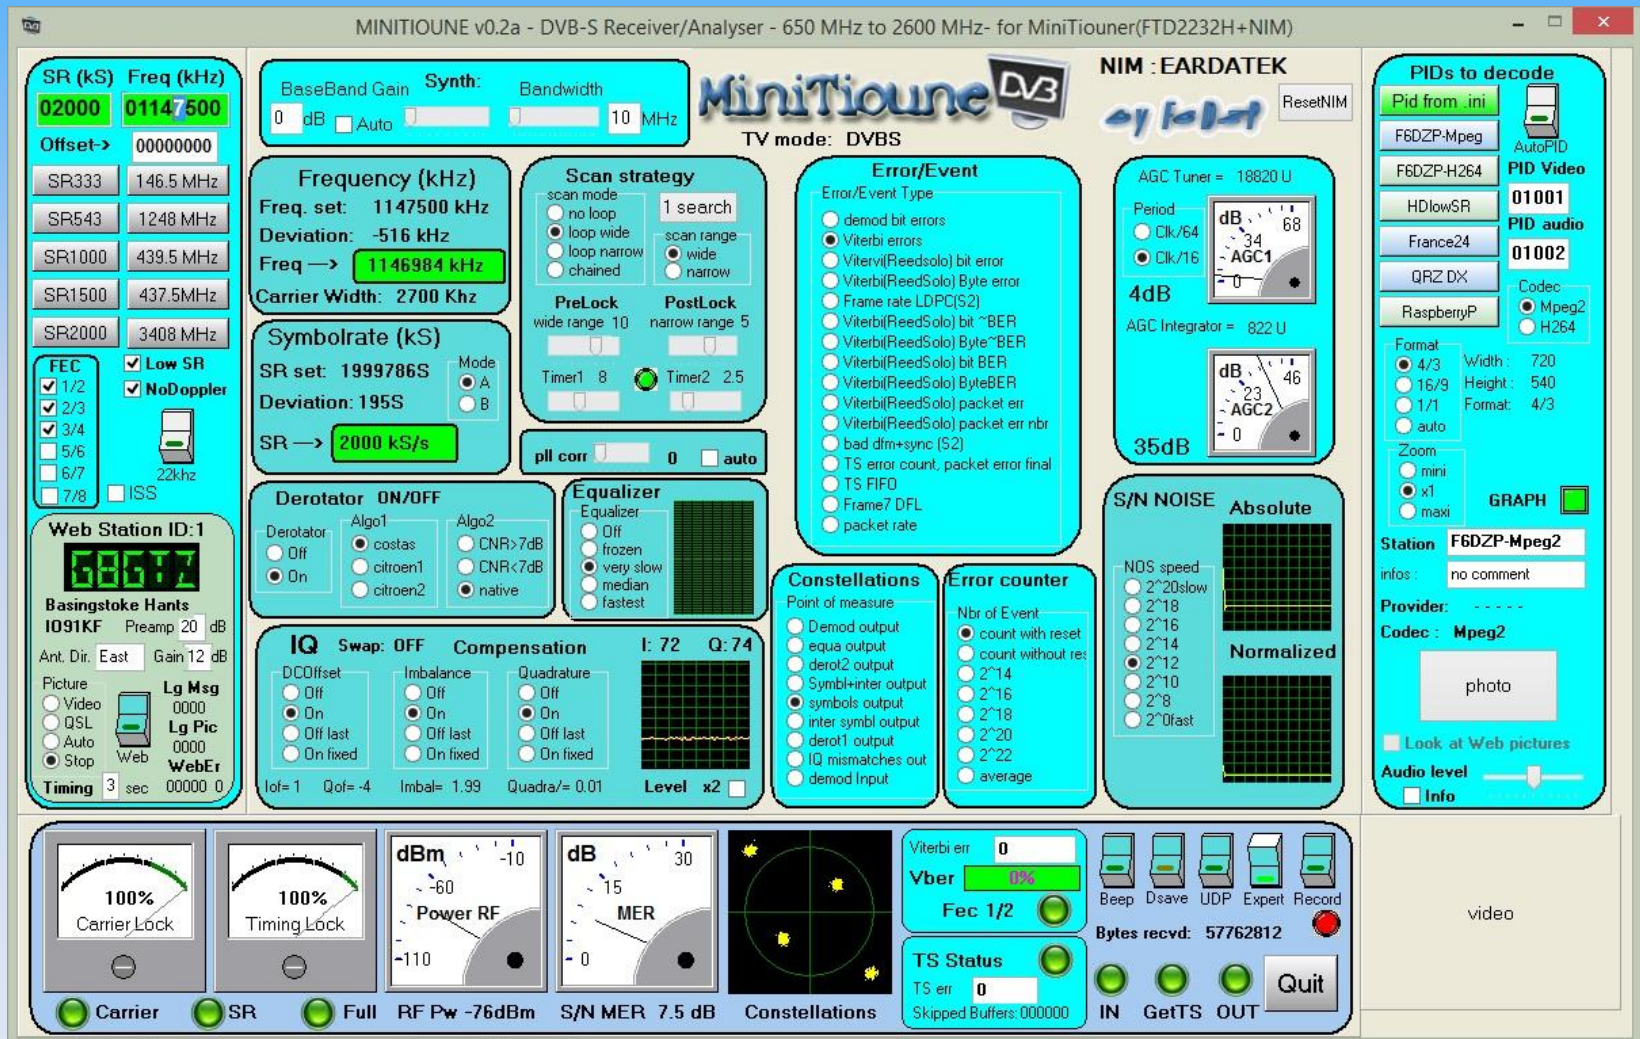 MINITIOUNE v0.2a - DVB-S Receiver/Analyser - 650 MHz to 2600 MHz- for MiniTiouner(FTD2232H+NIM)
SR (kS) Freq (kHz)
02000 01147500
Offset-> 00000000
SR333 146.5 MHz
SR543 1248 MHz
SR1000 439.5 MHz
SR1500 437.5MHz
SR2000 3408 MHz
FEC
1/2
2/3
3/4
5/6
6/7
7/8
Low SR
NoDoppler
22khz
ISS
Web Station ID:1
G8GTZ
Basingstoke Hants
IO91KF Preamp 20 dB
Ant. Dir. East Gain 12 dB
Picture
Video
QSL
Auto
Stop
Web
Lg Msg
0000
Lg Pic
0000
WebEr
Timing 3 sec 00000 0
BaseBand Gain Synth: Bandwidth
0 dB Auto 10 MHz
MiniTioune DVB
TV mode: DVBS
NIM : EARDATEK
ResetNIM
Frequency (kHz)
Freq. set: 1147500 kHz
Deviation: -516 kHz
Freq —> 1146984 kHz
Carrier Width: 2700 Khz
Symbolrate (kS)
SR set: 1999786S
Deviation: 195S
Mode
A
B
SR —> 2000 kS/s
Scan strategy
scan mode
no loop
loop wide
loop narrow
chained
1 search
scan range
wide
narrow
PreLock PostLock
wide range 10 narrow range 5
Timer1 8 Timer2 2.5
pll corr 0 auto
Derotator ON/OFF
Derotator
Off
On
Algo1
costas
citroen1
citroen2
Algo2
CNR>7dB
CNR<7dB
native
Equalizer
Equalizer
Off
frozen
very slow
median
fastest
IQ Swap: OFF Compensation I: 72 Q: 74
DCOffset
Off
On
Off last
On fixed
Imbalance
Off
On
Off last
On fixed
Quadrature
Off
On
Off last
On fixed
Iof= 1 Qof= -4 Imbal= 1.99 Quadra/= 0.01 Level x2
Error/Event
Error/Event Type
demod bit errors
Viterbi errors
Vitervi(Reedsolo) bit error
Viterbi(ReedSolo) Byte error
Frame rate LDPC(S2)
Viterbi(ReedSolo) bit ~BER
Viterbi(ReedSolo) Byte~BER
Viterbi(ReedSolo) bit BER
Viterbi(ReedSolo) ByteBER
Viterbi(ReedSolo) packet err
Viterbi(ReedSolo) packet err nbr
bad dfm+sync (S2)
TS error count, packet error final
TS FIFO
Frame7 DFL
packet rate
Constellations
Point of measure
Demod output
equa output
derot2 output
Symbl+inter output
symbols output
inter symbl output
derot1 output
IQ mismatches out
demod Input
Error counter
Nbr of Event
count with reset
count without res
2^14
2^16
2^18
2^20
2^22
average
AGC Tuner = 18820 U
Period
Clk/64
Clk/16
4dB
dB 68
34
AGC1
0
AGC Integrator = 822 U
35dB
dB 46
23
AGC2
0
S/N NOISE Absolute
NOS speed
2^20slow
2^18
2^16
2^14
2^12
2^10
2^8
2^0fast
Normalized
PIDs to decode
Pid from .ini
F6DZP-Mpeg
F6DZP-H264
HDlowSR
France24
QRZ DX
RaspberryP
AutoPID
PID Video
01001
PID audio
01002
Codec
Mpeg2
H264
Format
4/3
16/9
1/1
auto
Width : 720
Height : 540
Format: 4/3
Zoom
mini
x1
maxi
GRAPH
Station F6DZP-Mpeg2
infos : no comment
Provider: - - - - -
Codec : Mpeg2
photo
Look at Web pictures
Audio level
Info
100%
Carrier Lock
100%
Timing Lock
dBm -10
-60
Power RF
-110
dB 30
15
MER
0
Carrier SR Full RF Pw -76dBm S/N MER 7.5 dB Constellations
Viterbi err 0
Vber 0%
Fec 1/2
TS Status
TS err 0
Skipped Buffers: 000000
Beep Dsave UDP Expert Record
Bytes recvd: 57762812
IN GetTS OUT
Quit
video